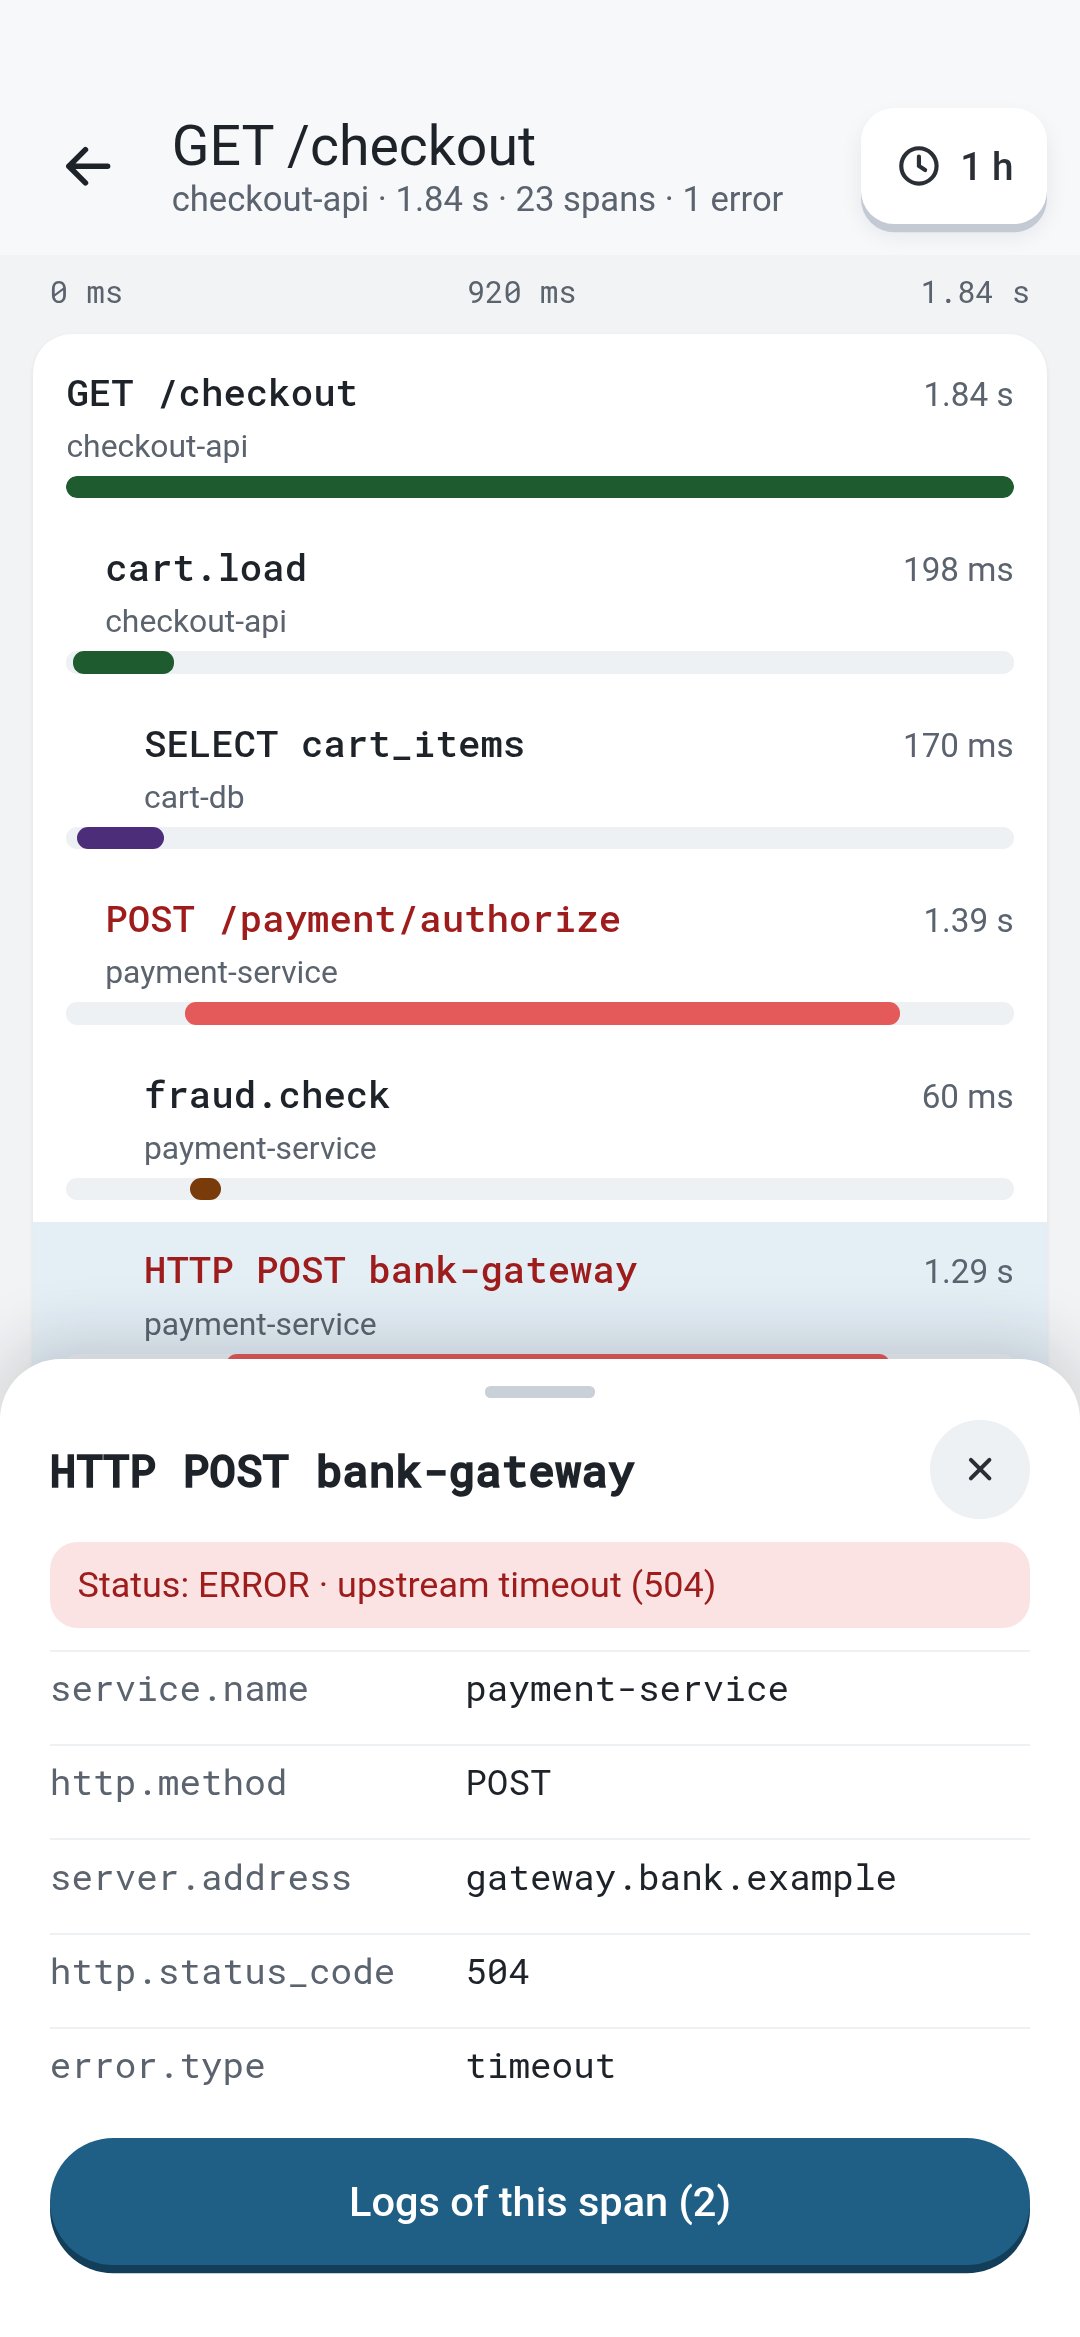 GET /checkout
checkout-api · 1.84 s · 23 spans · 1 error
1 h
0 ms 920 ms 1.84 s
GET /checkout 1.84 s
checkout-api
cart.load 198 ms
checkout-api
SELECT cart_items 170 ms
cart-db
POST /payment/authorize 1.39 s
payment-service
fraud.check 60 ms
payment-service
HTTP POST bank-gateway 1.29 s
payment-service
HTTP POST bank-gateway
Status: ERROR · upstream timeout (504)
service.name payment-service
http.method POST
server.address gateway.bank.example
http.status_code 504
error.type timeout
Logs of this span (2)